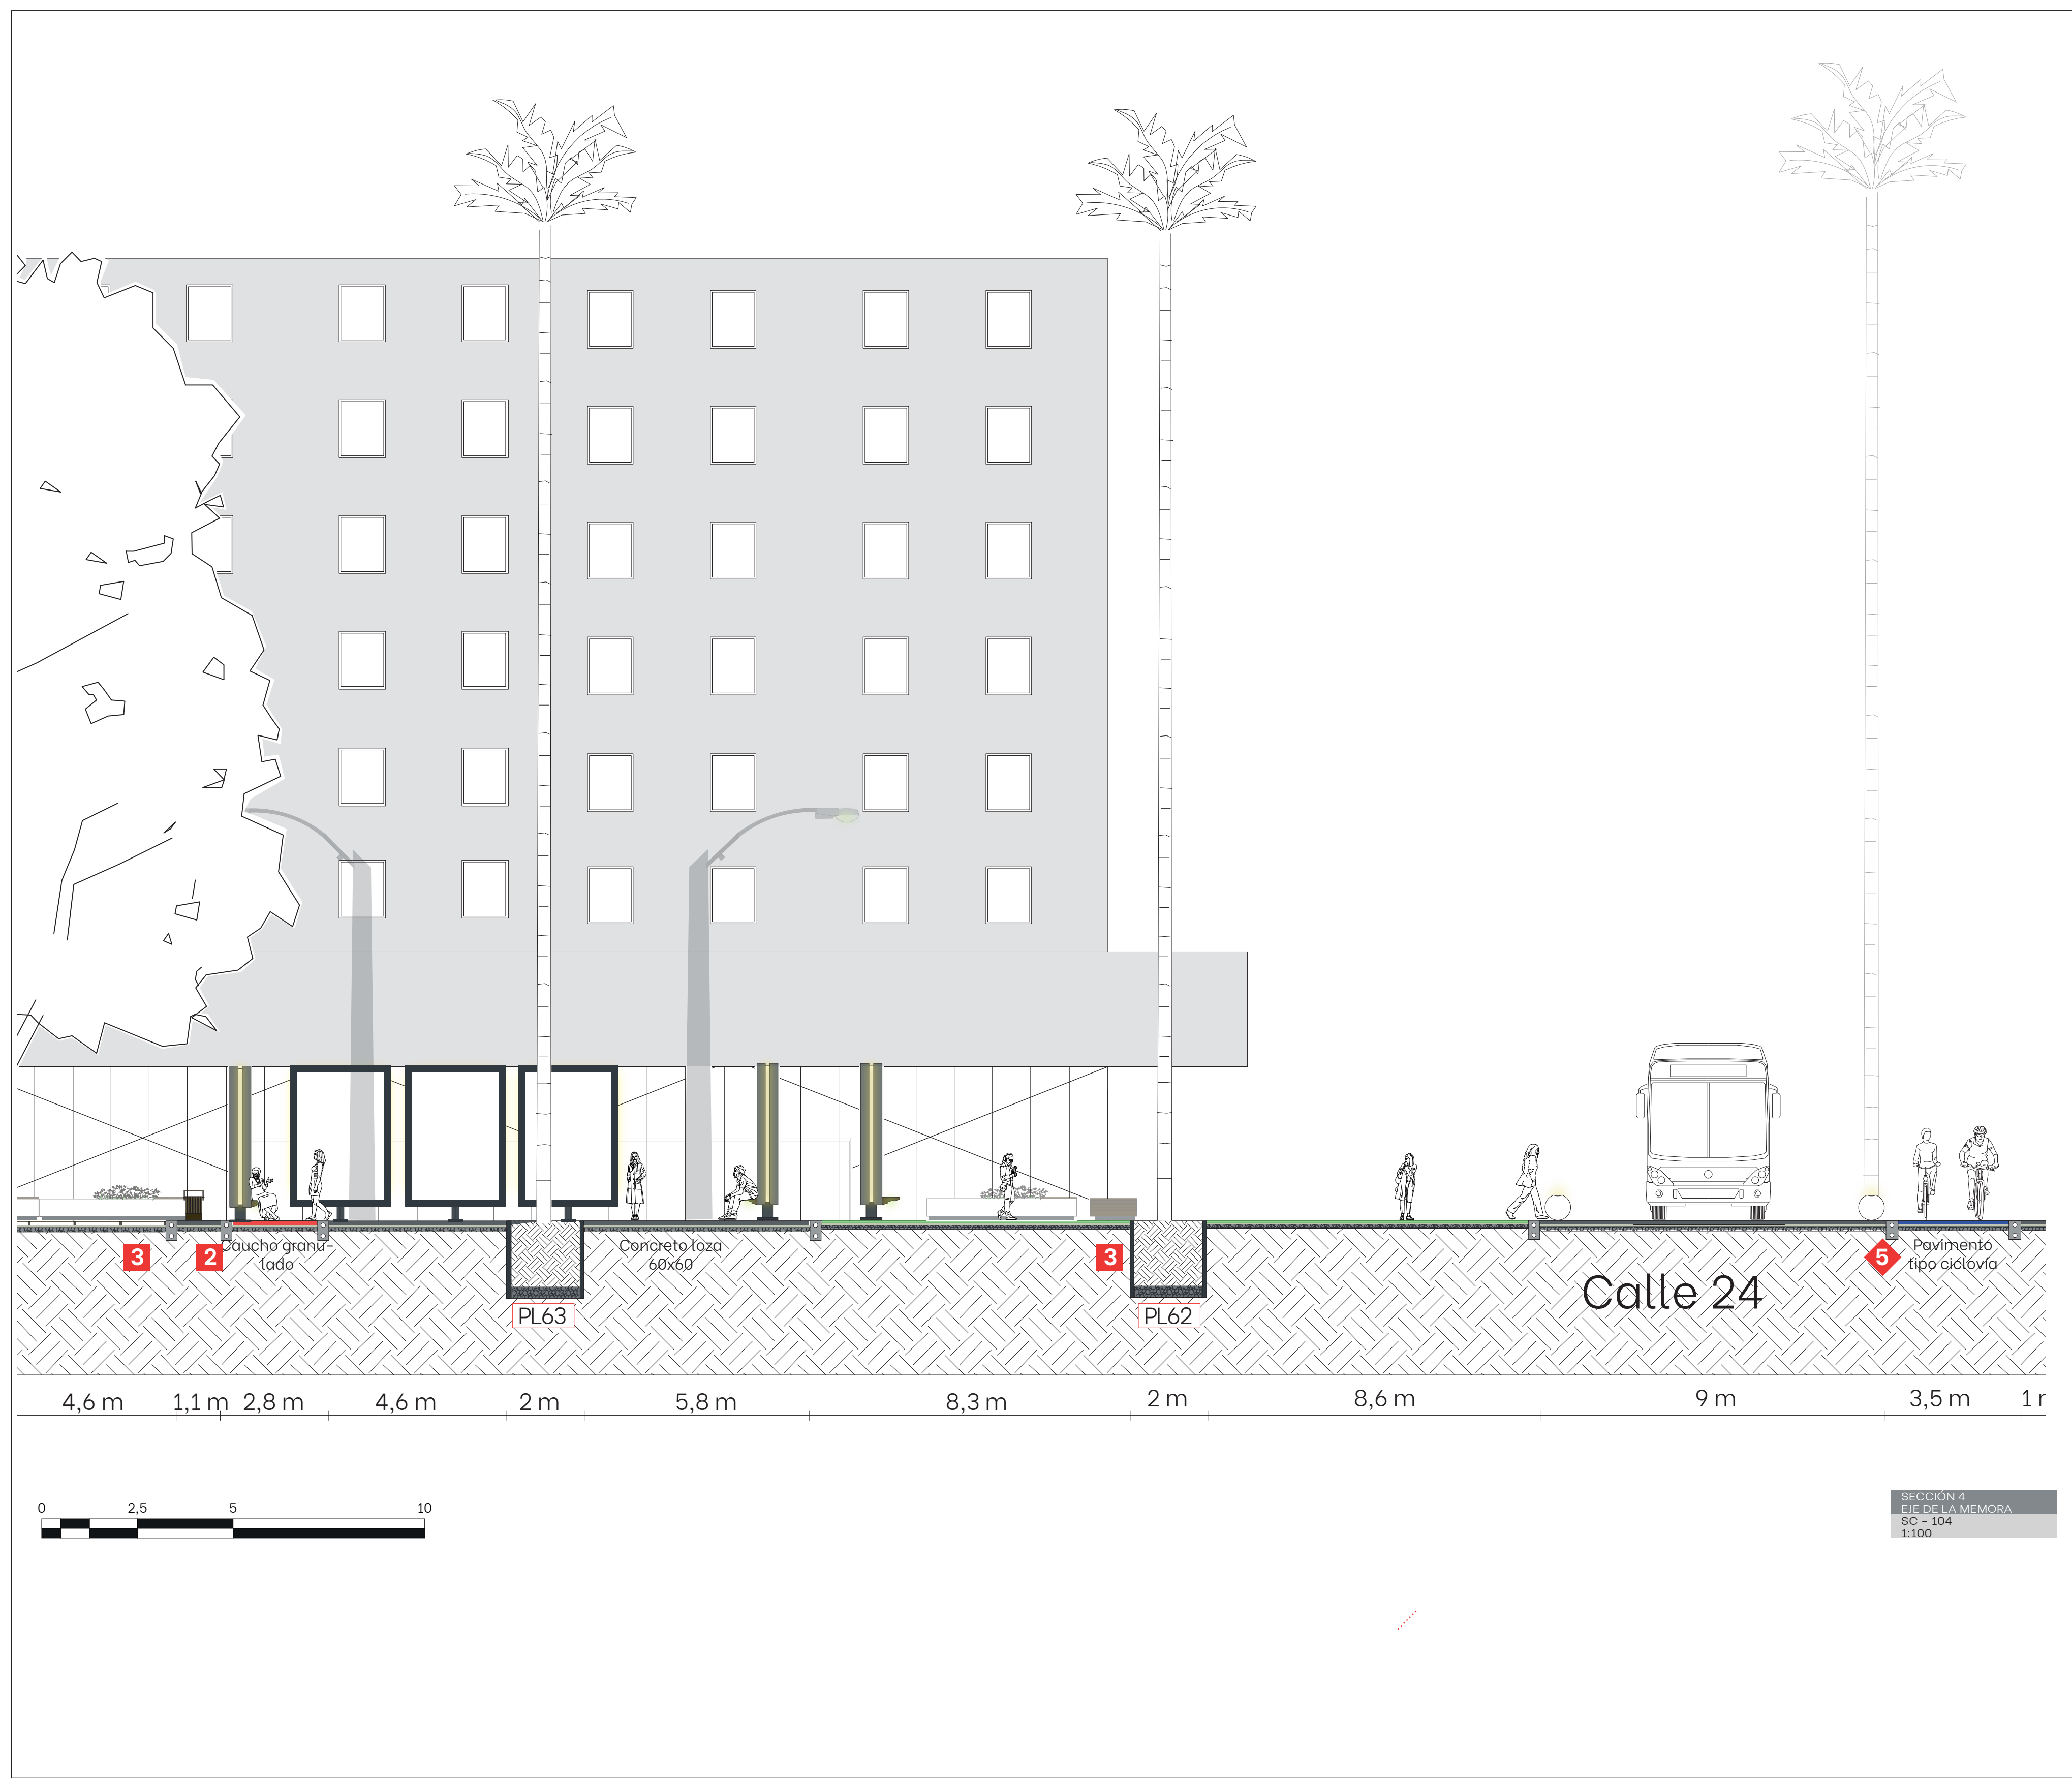 3
2
Caucho granu-
lado
Concreto loza
60x60
3
5
Pavimento
tipo ciclovía
Calle 24
PL63
PL62
4,6 m
1,1 m
2,8 m
4,6 m
2 m
5,8 m
8,3 m
2 m
8,6 m
9 m
3,5 m
1
0
2,5
5
10
SECCIÓN 4
EJE DE LA MEMORA
SC - 104
1:100